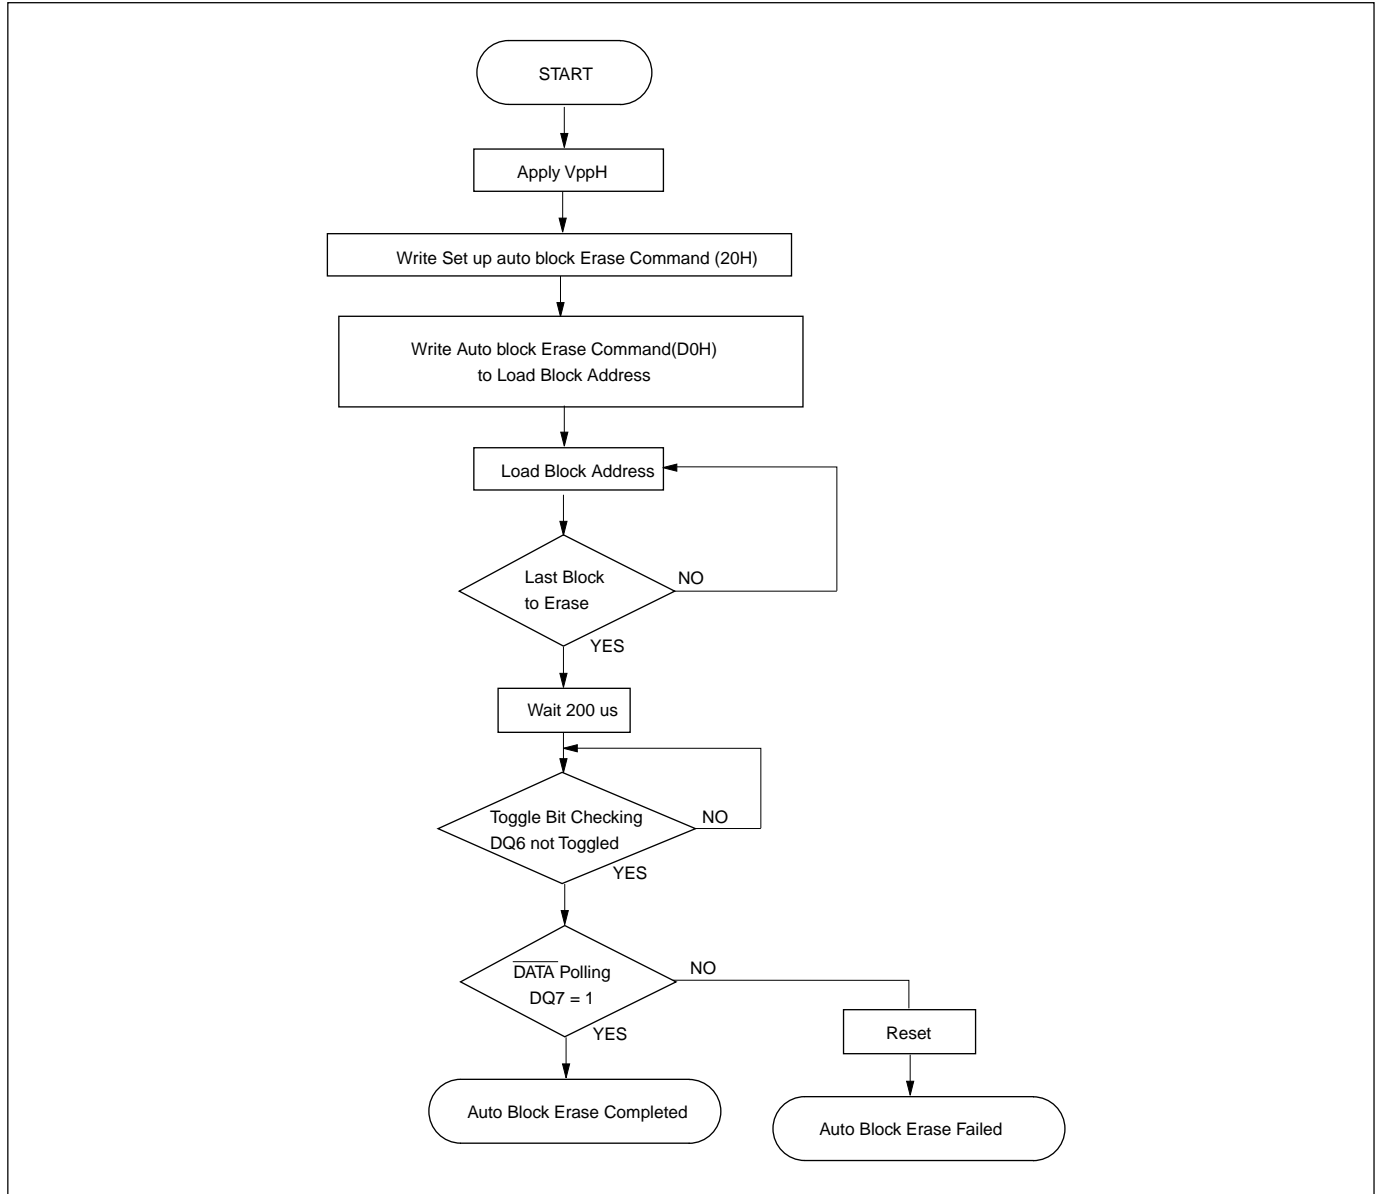 START
Apply VppH
Write Set up auto block Erase Command (20H)
Write Auto block Erase Command(D0H)
to Load Block Address
Load Block Address
Last Block
to Erase
NO
YES
Wait 200 us
Toggle Bit Checking
DQ6 not Toggled
NO
YES
DATA Polling
DQ7 = 1
NO
YES
Reset
Auto Block Erase Completed
Auto Block Erase Failed